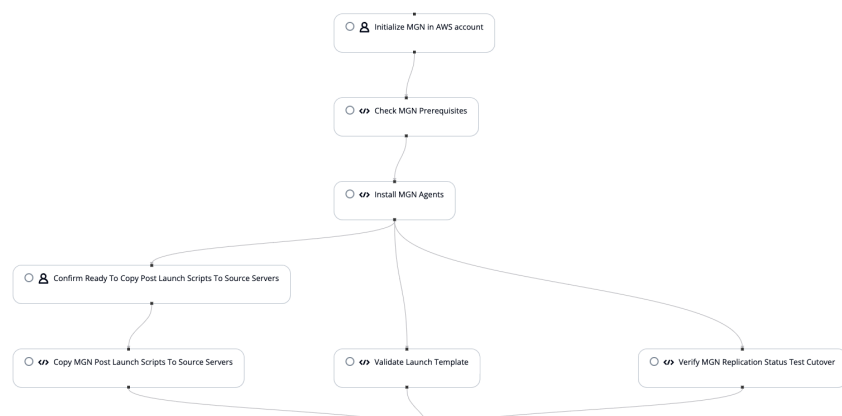 Initialize MGN in AWS account
Check MGN Prerequisites
Install MGN Agents
Confirm Ready To Copy Post Launch Scripts To Source Servers
Copy MGN Post Launch Scripts To Source Servers
Validate Launch Template
Verify MGN Replication Status Test Cutover